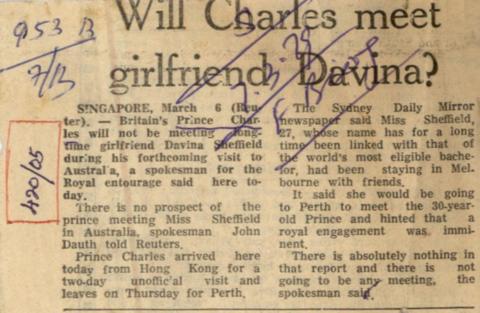 Will Charles meet
girlfriend Davina?
9153 B
7/13
420/05
7.3.79
SINGAPORE, March 6 (Reu-
ter). — Britain's Prince Char-
les will not be meeting long-
time girlfriend Davina Sheffield
during his forthcoming visit to
Australia, a spokesman for the
Royal entourage said here to-
day.
There is no prospect of the
prince meeting Miss Sheffield
in Australia, spokesman John
Dauth told Reuters.
Prince Charles arrived here
today from Hong Kong for a
two-day unofficial visit and
leaves on Thursday for Perth.
The Sydney Daily Mirror
newspaper said Miss Sheffield,
27, whose name has for a long
time been linked with that of
the world's most eligible bache-
lor, had been staying in Mel-
bourne with friends.
It said she would be going
to Perth to meet the 30-year-
old Prince and hinted that a
royal engagement was immi-
nent.
There is absolutely nothing in
that report and there is not
going to be any meeting, the
spokesman said.